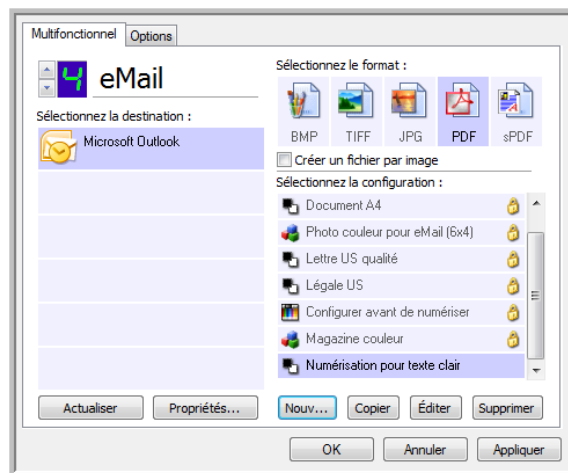 Multifonctionnel
Options
4
eMail
Sélectionnez la destination :
Microsoft Outlook
Actualiser
Propriétés...
Sélectionnez le format :
BMP TIFF JPG PDF sPDF
Créer un fichier par image
Sélectionnez la configuration :
Document A4
Photo couleur pour eMail (6x4)
Lettre US qualité
Légale US
Configurer avant de numériser
Magazine couleur
Numérisation pour texte clair
Nouv...
Copier
Éditer
Supprimer
OK
Annuler
Appliquer